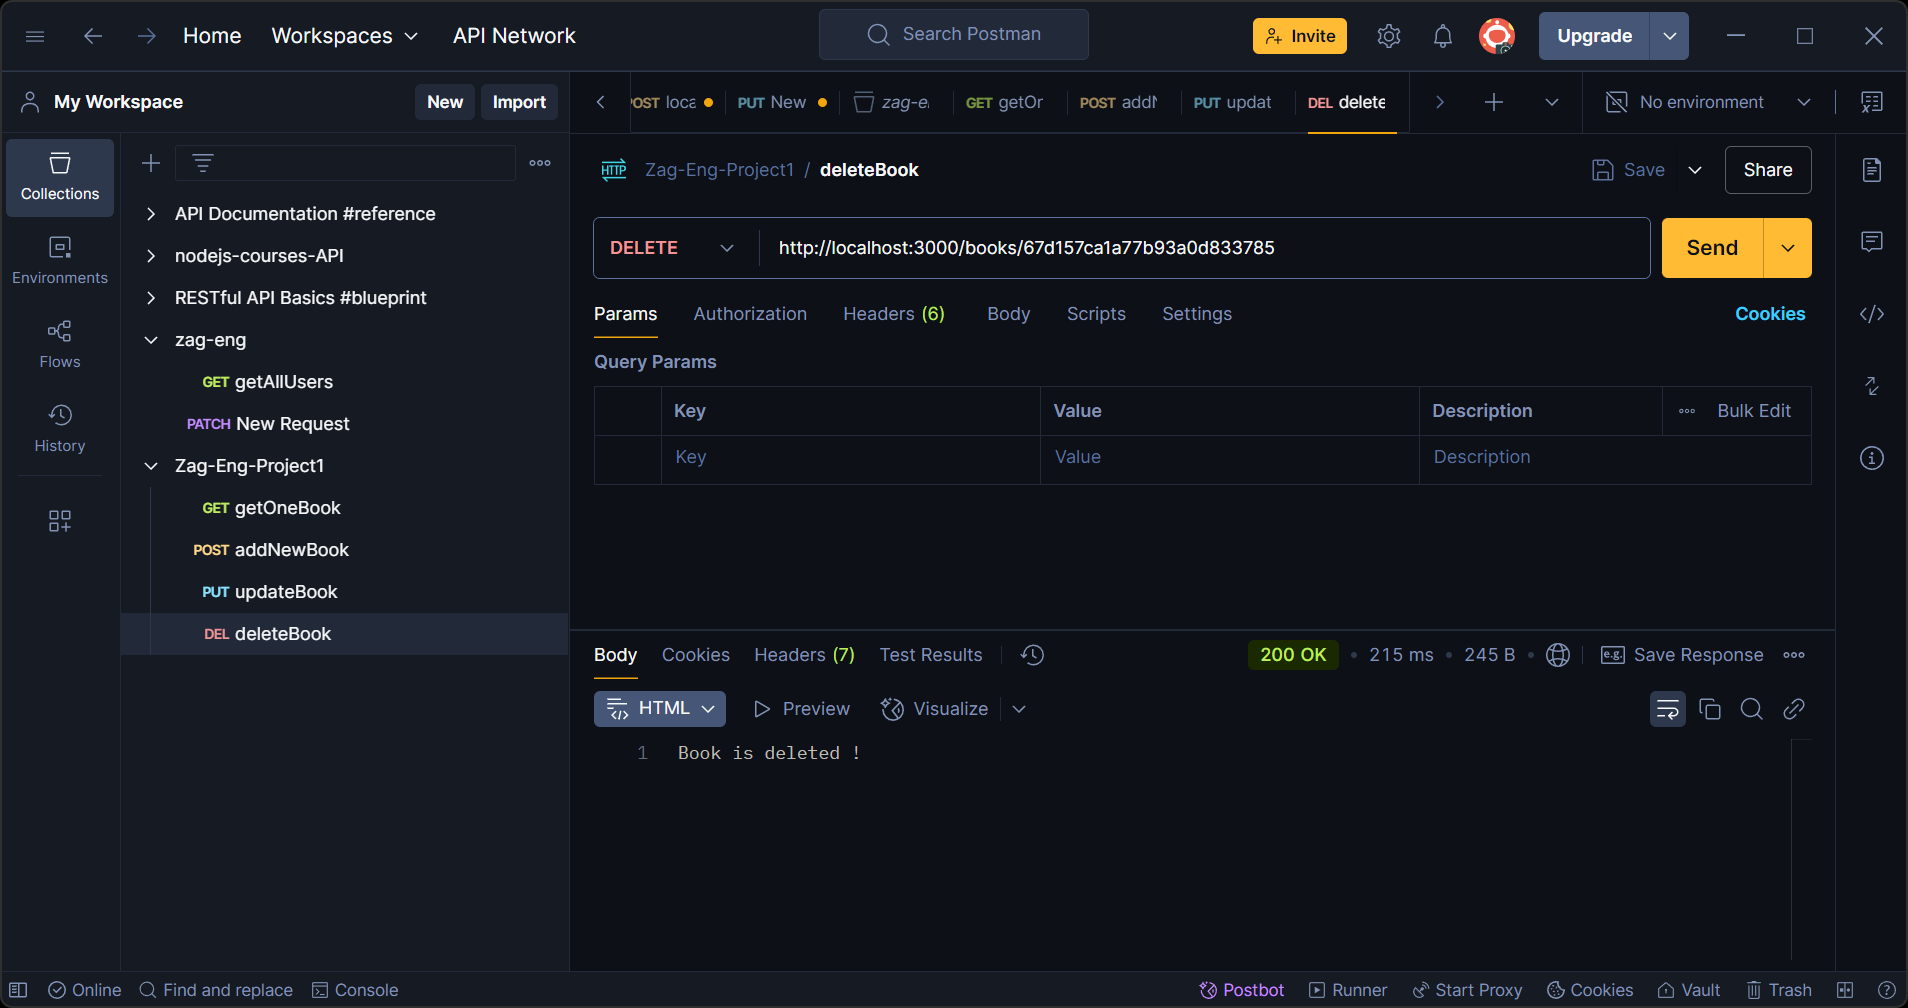 Home Workspaces API Network Search Postman Invite Upgrade
My Workspace New Import
OST loca PUT New zag-e GET getOr POST addN PUT updat DEL delete No environment
Collections
Environments
Flows
History
API Documentation #reference
nodejs-courses-API
RESTful API Basics #blueprint
zag-eng
GET getAllUsers
PATCH New Request
Zag-Eng-Project1
GET getOneBook
POST addNewBook
PUT updateBook
DEL deleteBook
HTTP Zag-Eng-Project1 / deleteBook Save Share
DELETE http://localhost:3000/books/67d157ca1a77b93a0d833785 Send
Params Authorization Headers (6) Body Scripts Settings Cookies
Query Params
Key Value Description Bulk Edit
Key Value Description
Body Cookies Headers (7) Test Results 200 OK • 215 ms • 245 B • e.g. Save Response
HTML Preview Visualize
1 Book is deleted !
Online Find and replace Console Postbot Runner Start Proxy Cookies Vault Trash